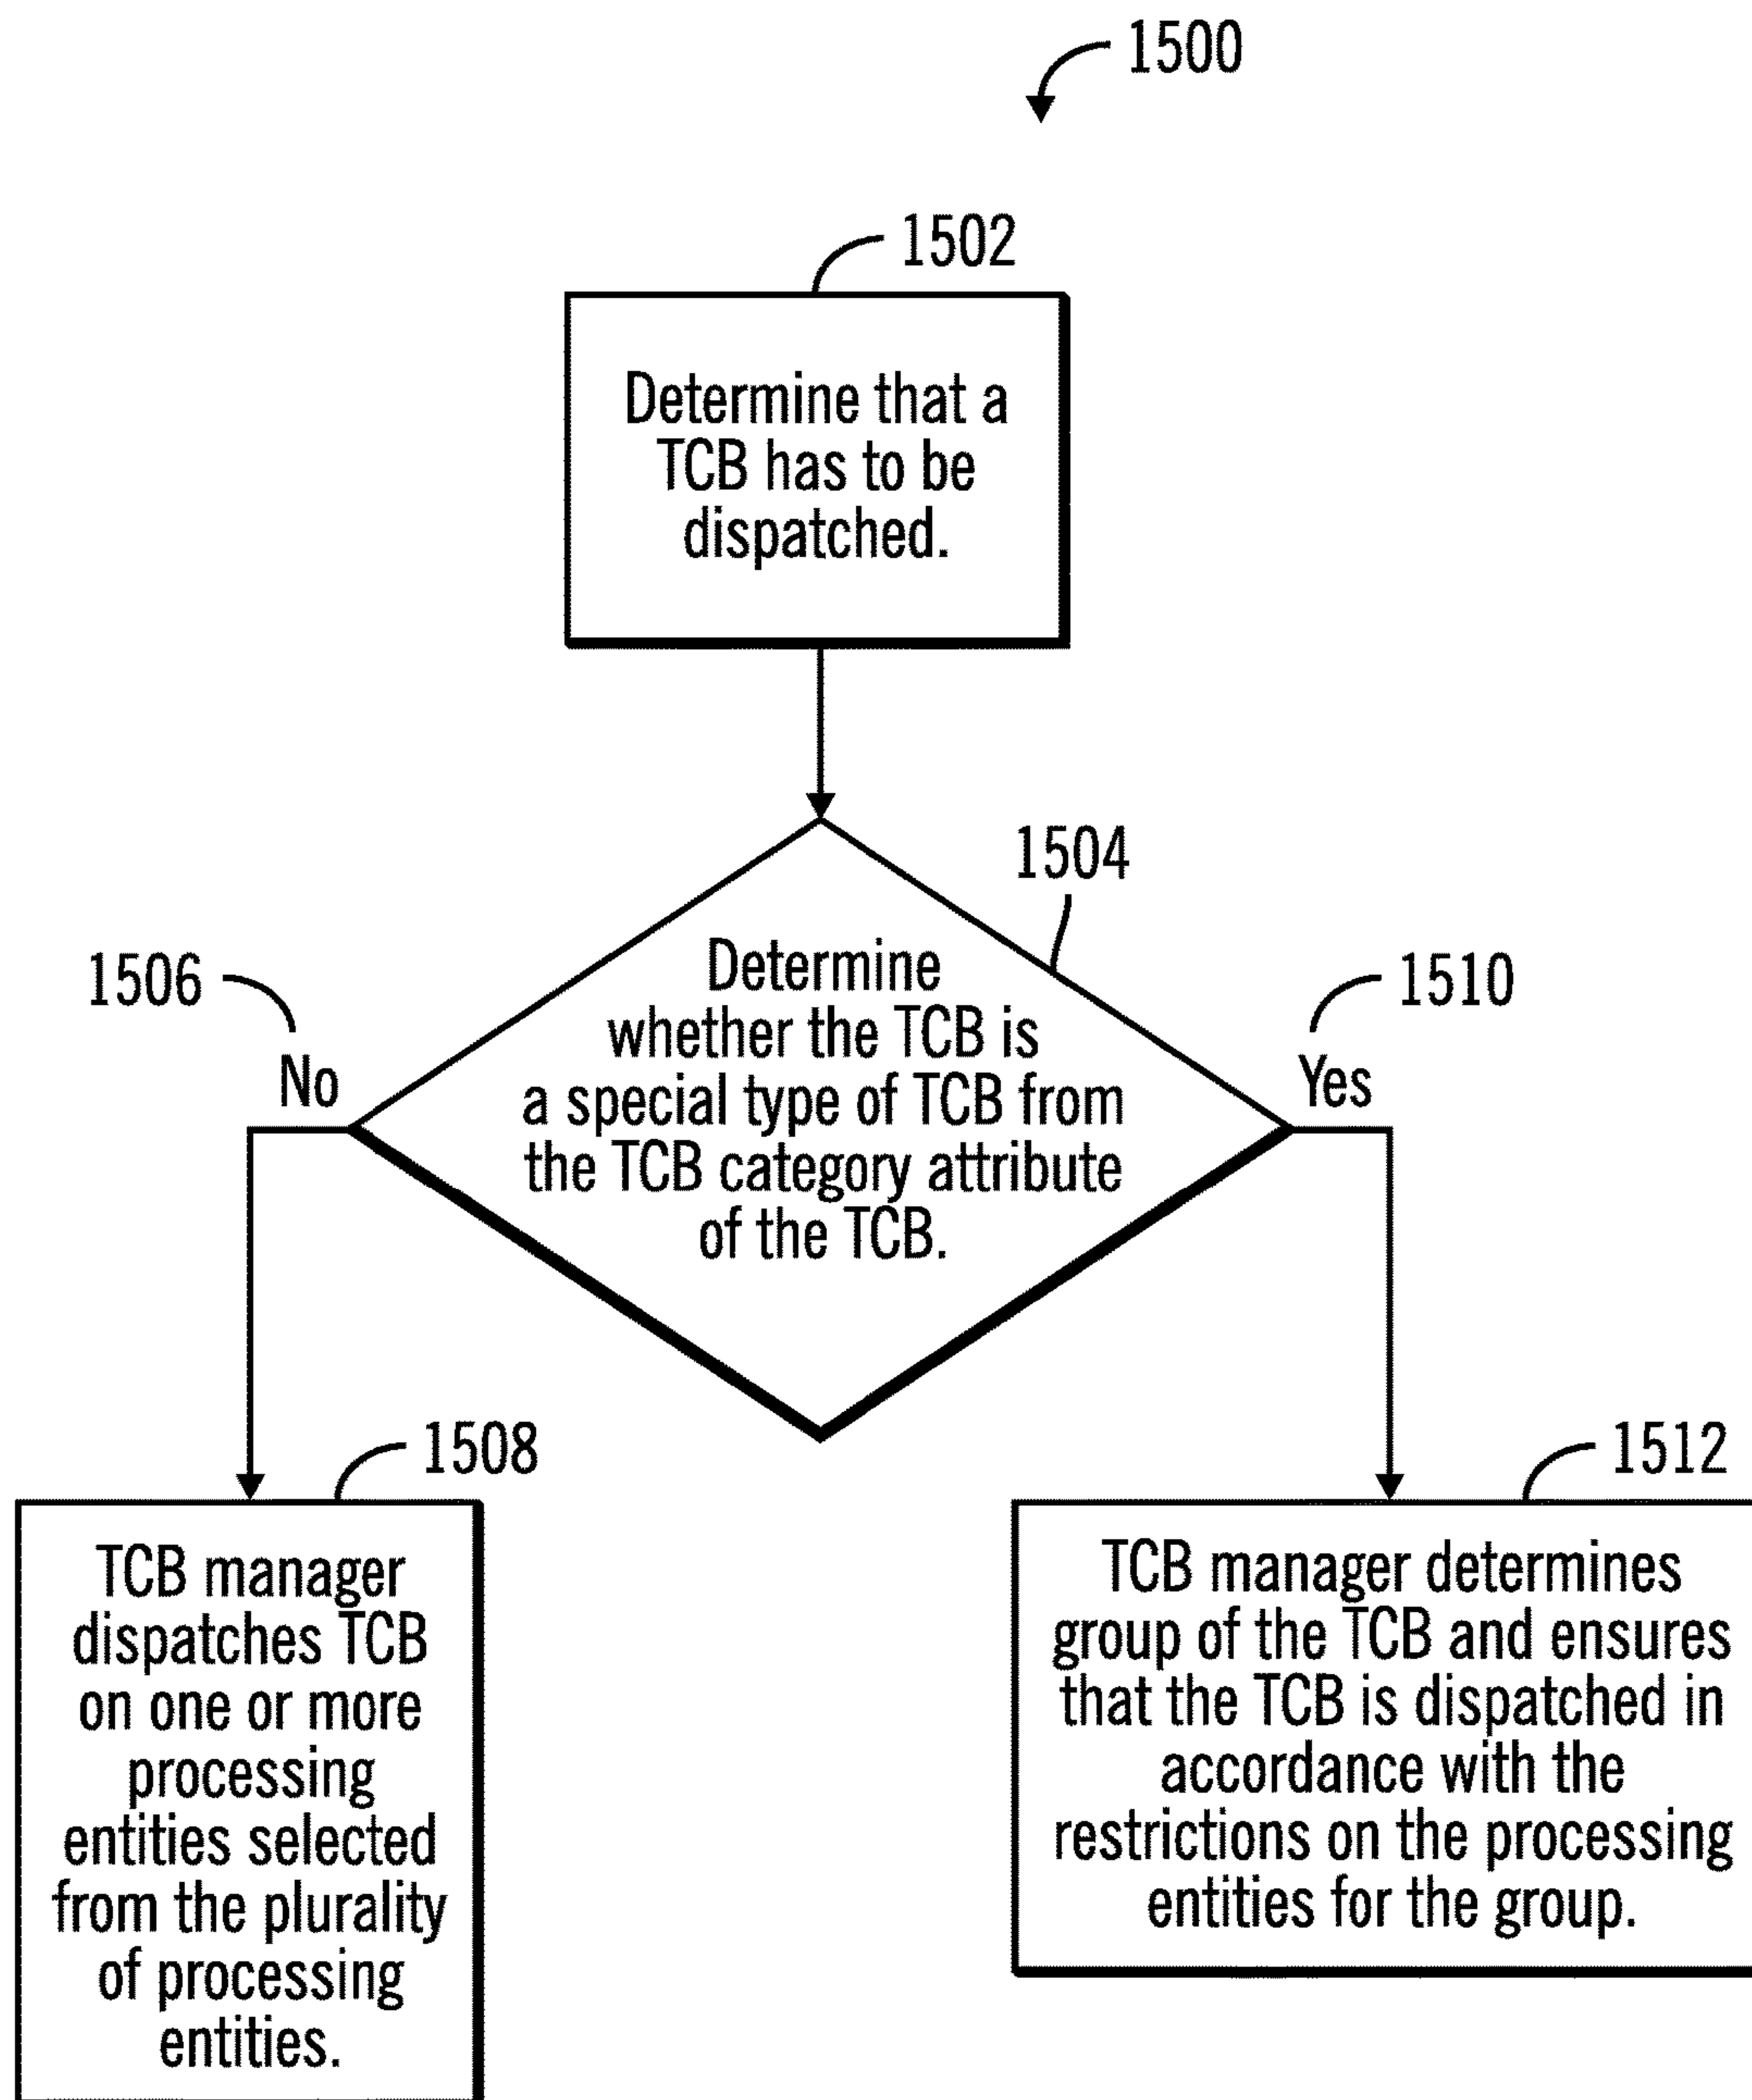 1500
1502
Determine that a
TCB has to be
dispatched.
1504
Determine
whether the TCB is
a special type of TCB from
the TCB category attribute
of the TCB.
1506
No
1510
Yes
1508
TCB manager
dispatches TCB
on one or more
processing
entities selected
from the plurality
of processing
entities.
1512
TCB manager determines
group of the TCB and ensures
that the TCB is dispatched in
accordance with the
restrictions on the processing
entities for the group.